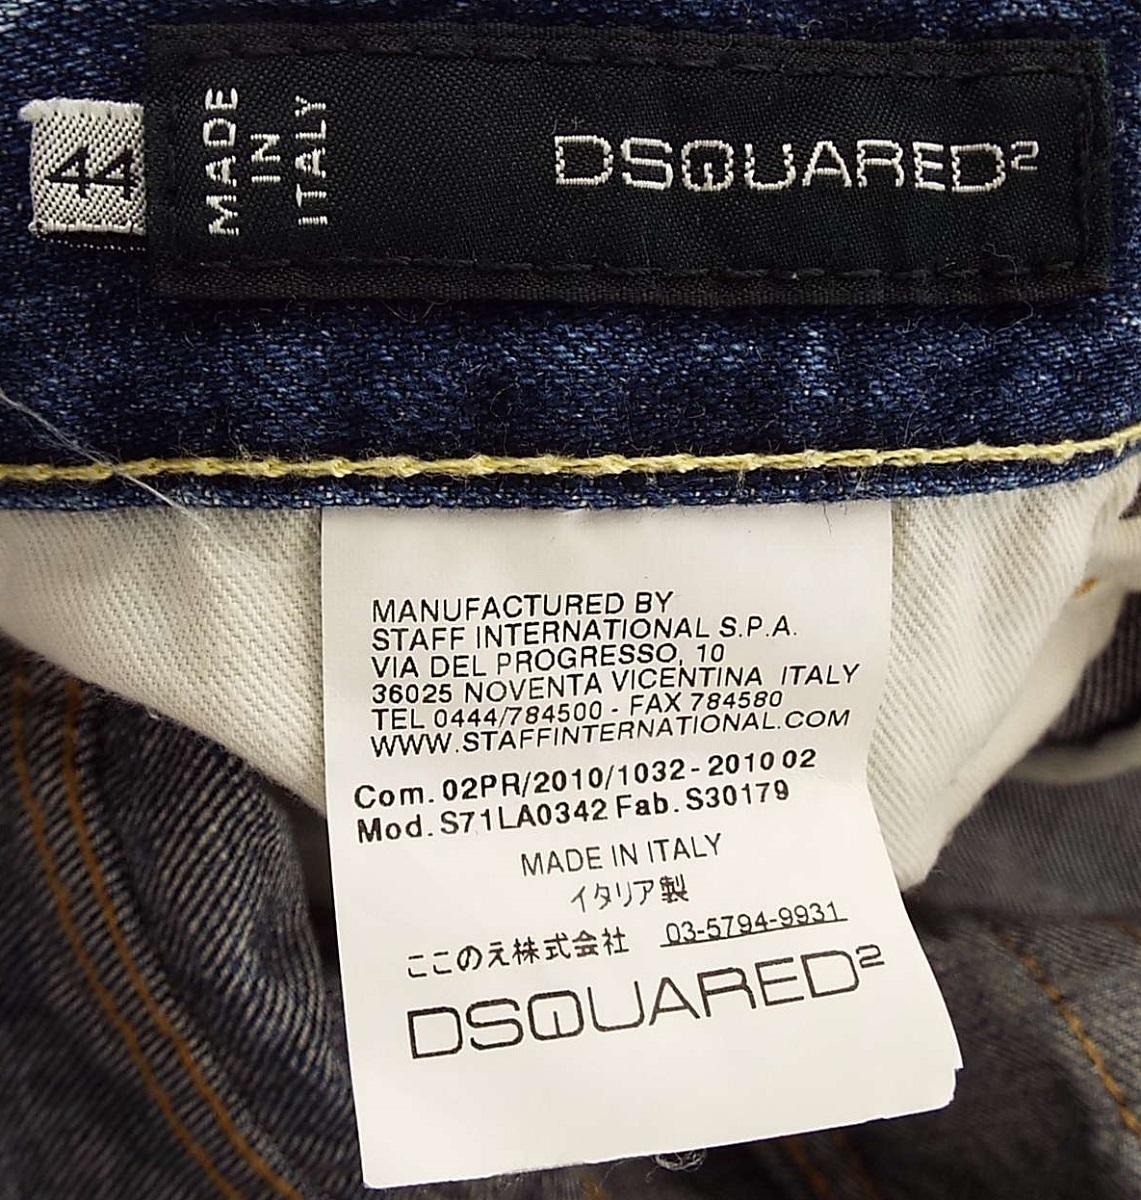 44
MADE
IN
ITALY
DSQUARED2
MANUFACTURED BY
STAFF INTERNATIONAL S.P.A.
VIA DEL PROGRESSO, 10
36025 NOVENTA VICENTINA ITALY
TEL 0444/784500 - FAX 784580
WWW.STAFFINTERNATIONAL.COM
Com. 02PR/2010/1032 - 2010 02
Mod. S71LA0342 Fab. S30179
MADE IN ITALY
イタリア製
ここのえ株式会社 03-5794-9931
DSQUARED2